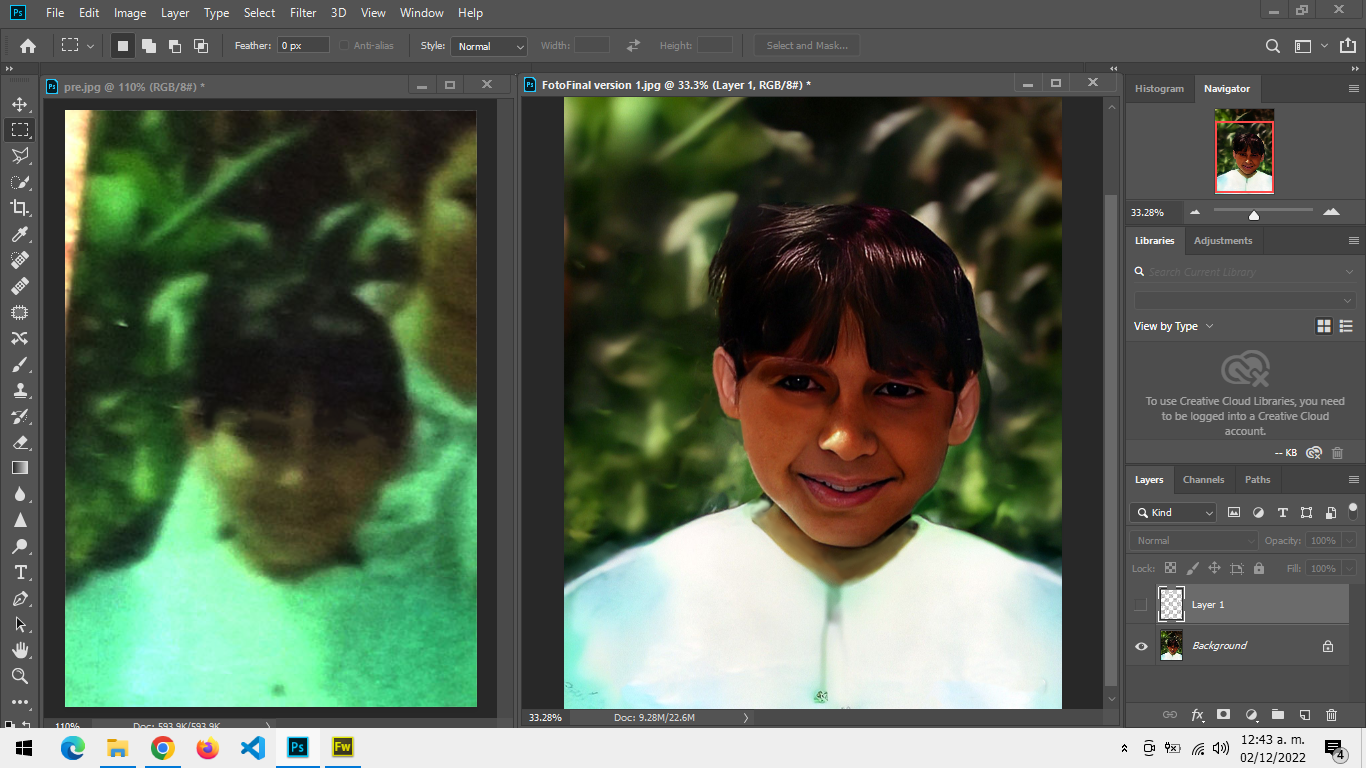 Ps File Edit Image Layer Type Select Filter 3D View Window Help
Feather: 0 px Anti-alias Style: Normal Width: Height: Select and Mask...
Ps pre.jpg @ 110% (RGB/8#) *
Ps FotoFinal version 1.jpg @ 33.3% (Layer 1, RGB/8#) *
Histogram Navigator
33.28%
Libraries Adjustments
Search Current Library
View by Type
To use Creative Cloud Libraries, you need
to be logged into a Creative Cloud
account.
-- KB
Layers Channels Paths
Kind
Normal Opacity: 100%
Lock: Fill: 100%
Layer 1
Background
fx
T
110% Doc: 593.9K/593.9K
33.28% Doc: 9.28M/22.6M
Ps Fw
12:43 a. m.
02/12/2022
4